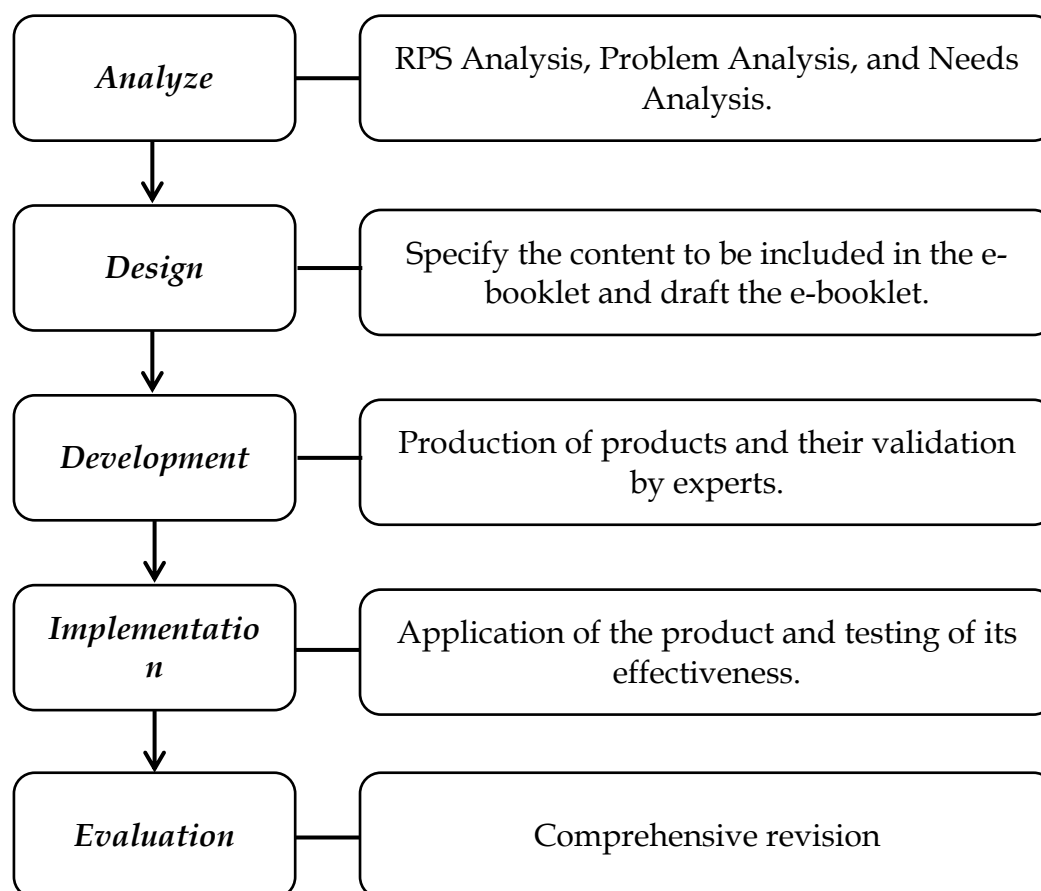 Analyze
RPS Analysis, Problem Analysis, and Needs
Analysis.
Design
Specify the content to be included in the e-
booklet and draft the e-booklet.
Development
Production of products and their validation
by experts.
Implementatio
n
Application of the product and testing of its
effectiveness.
Evaluation
Comprehensive revision